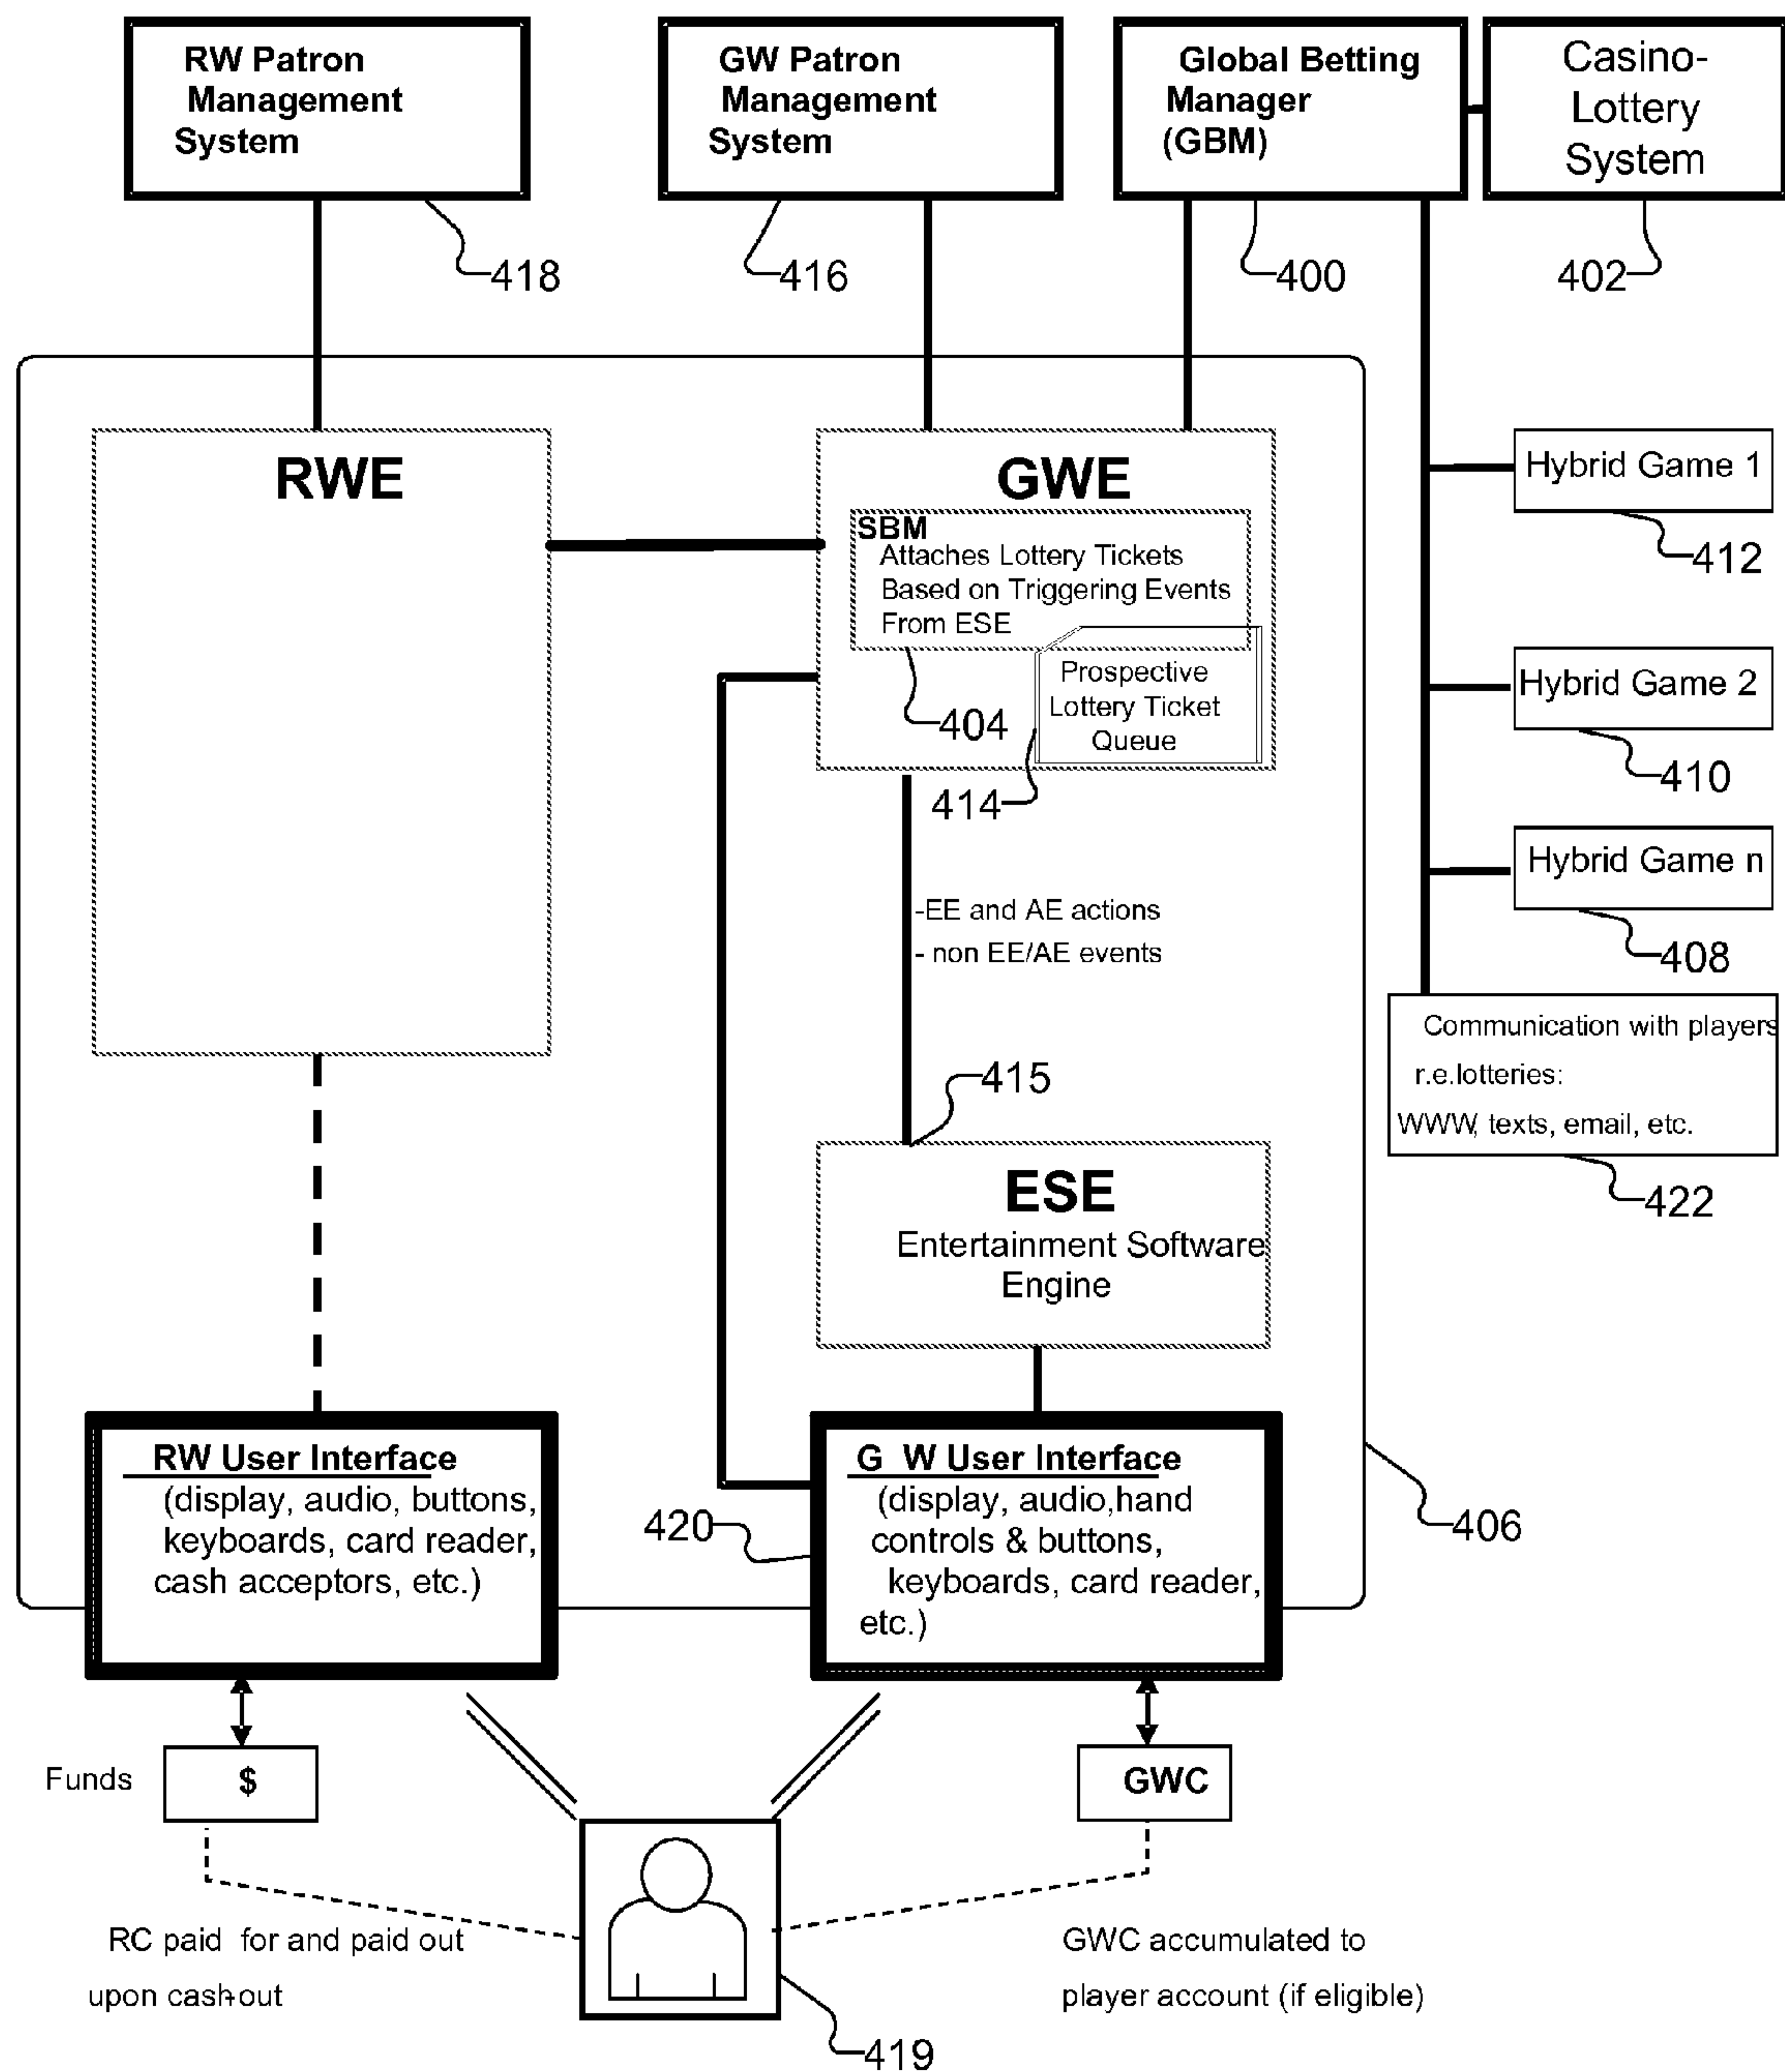 RW Patron
Management
System
GW Patron
Management
System
Global Betting
Manager
(GBM)
Casino-
Lottery
System
418
416
400
402
RWE
GWE
SBM
Attaches Lottery Tickets
Based on Triggering Events
From ESE
Prospective
Lottery Ticket
Queue
404
414
Hybrid Game 1
412
Hybrid Game 2
410
Hybrid Game n
408
-EE and AE actions
- non EE/AE events
Communication with players
r.e.lotteries:
WWW, texts, email, etc.
422
415
ESE
Entertainment Software
Engine
RW User Interface
(display, audio, buttons,
keyboards, card reader,
cash acceptors, etc.)
G W User Interface
(display, audio,hand
controls & buttons,
keyboards, card reader,
etc.)
420
406
Funds
$
GWC
RC paid for and paid out
upon cash-out
GWC accumulated to
player account (if eligible)
419